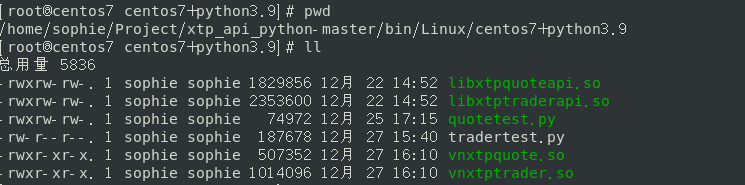 [root@centos7 centos7+python3.9]# pwd
/home/sophie/Project/xtp_api_python-master/bin/Linux/centos7+python3.9
[root@centos7 centos7+python3.9]# ll
总用量 5836
-rwxrw-rw-. 1 sophie sophie 1829856 12月 22 14:52 libxtpquoteapi.so
-rwxrw-rw-. 1 sophie sophie 2353600 12月 22 14:52 libxtptraderapi.so
-rwxrw-rw-. 1 sophie sophie 74972 12月 25 17:15 quotetest.py
-rw-r--r--. 1 sophie sophie 187678 12月 27 15:40 tradertest.py
-rwxr-xr-x. 1 sophie sophie 507352 12月 27 16:10 vnxtpquote.so
-rwxr-xr-x. 1 sophie sophie 1014096 12月 27 16:10 vnxtptrader.so